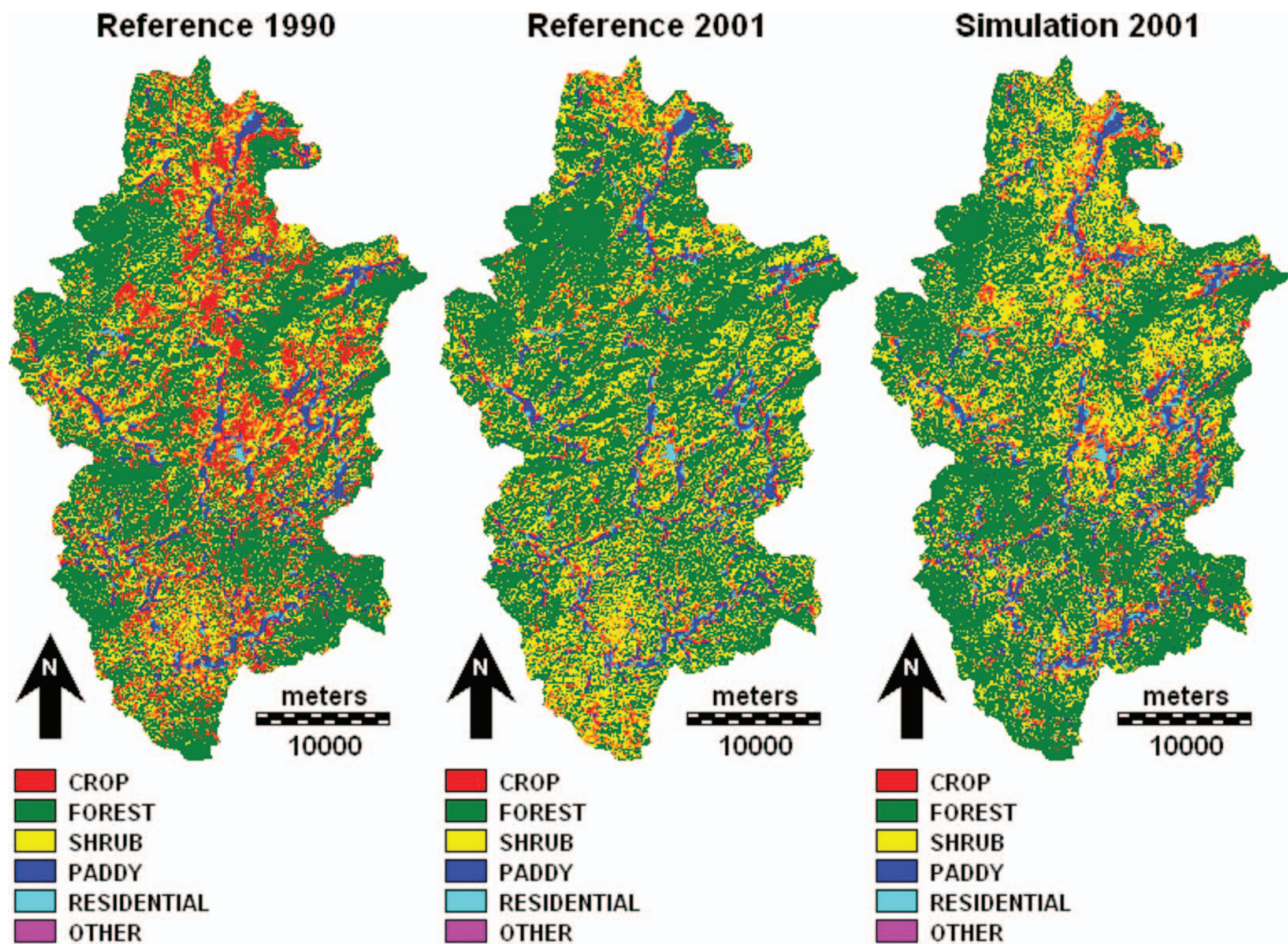 Reference 1990
Reference 2001
Simulation 2001
N
meters
10000
N
meters
10000
N
meters
10000
CROP
FOREST
SHRUB
PADDY
RESIDENTIAL
OTHER
CROP
FOREST
SHRUB
PADDY
RESIDENTIAL
OTHER
CROP
FOREST
SHRUB
PADDY
RESIDENTIAL
OTHER